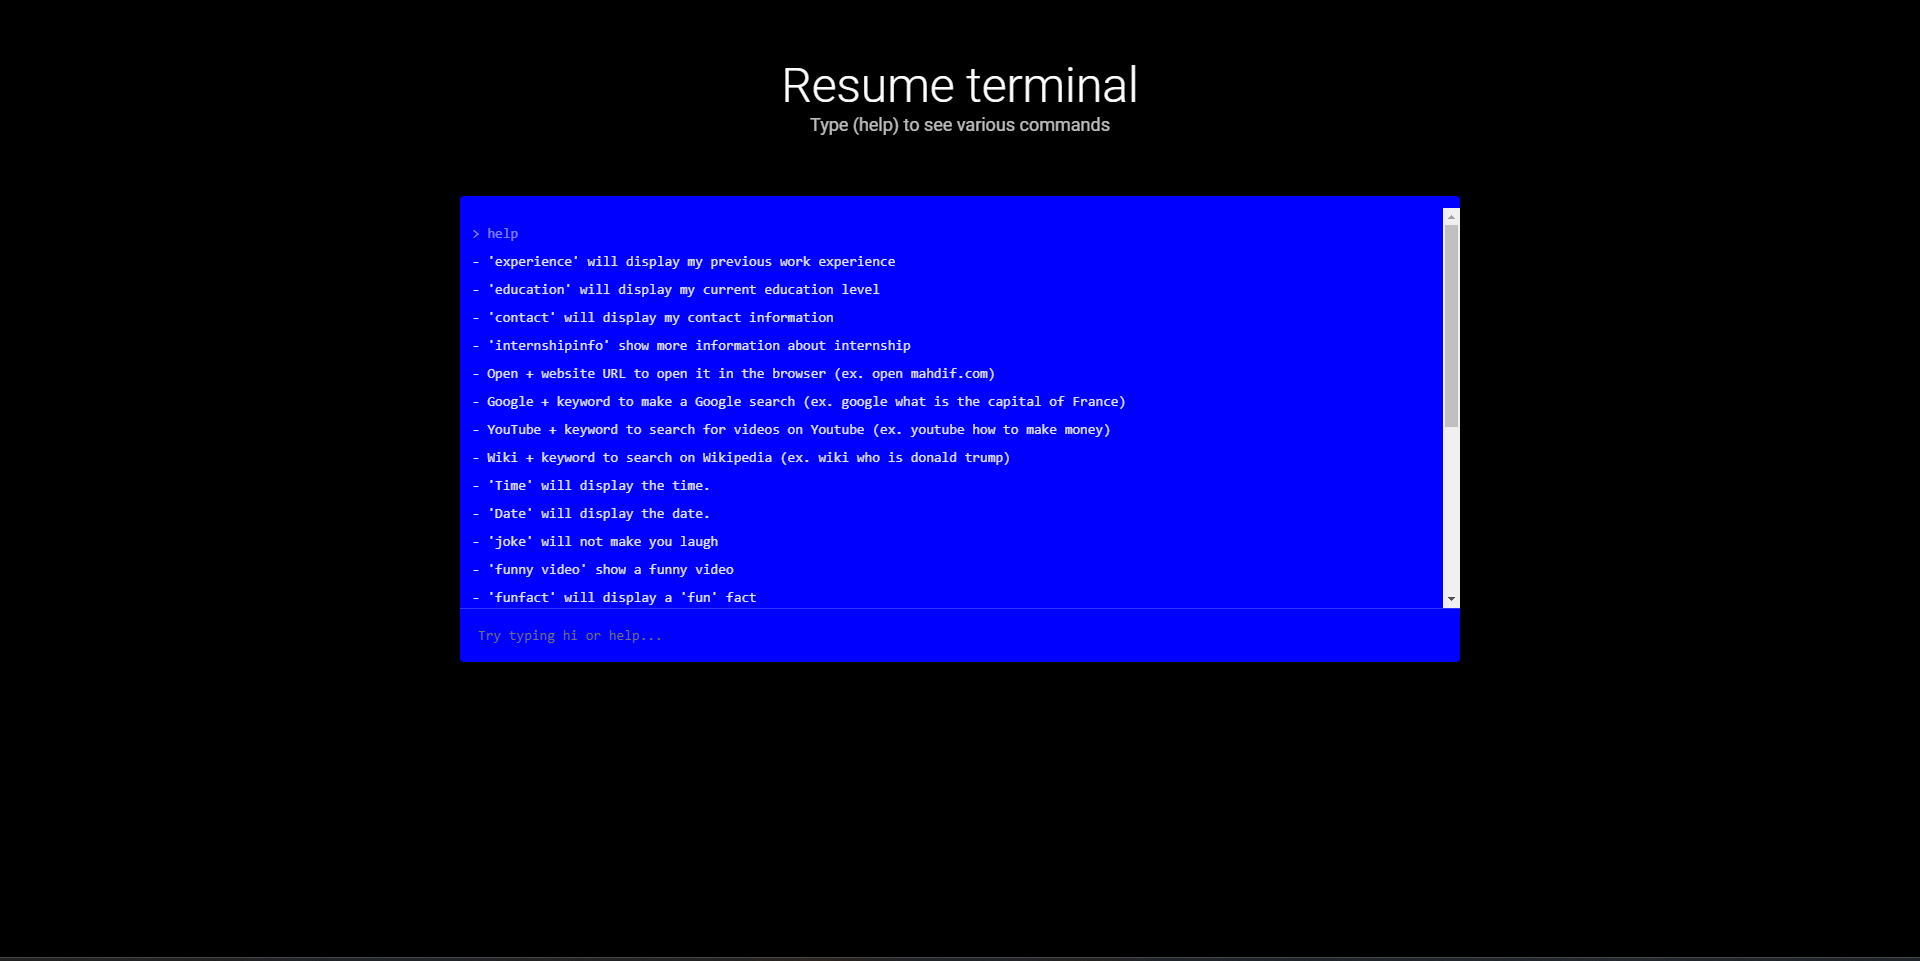 Resume terminal
Type (help) to see various commands
> help
- 'experience' will display my previous work experience
- 'education' will display my current education level
- 'contact' will display my contact information
- 'internshipinfo' show more information about internship
- Open + website URL to open it in the browser (ex. open mahdif.com)
- Google + keyword to make a Google search (ex. google what is the capital of France)
- YouTube + keyword to search for videos on Youtube (ex. youtube how to make money)
- Wiki + keyword to search on Wikipedia (ex. wiki who is donald trump)
- 'Time' will display the time.
- 'Date' will display the date.
- 'joke' will not make you laugh
- 'funny video' show a funny video
- 'funfact' will display a 'fun' fact
Try typing hi or help...